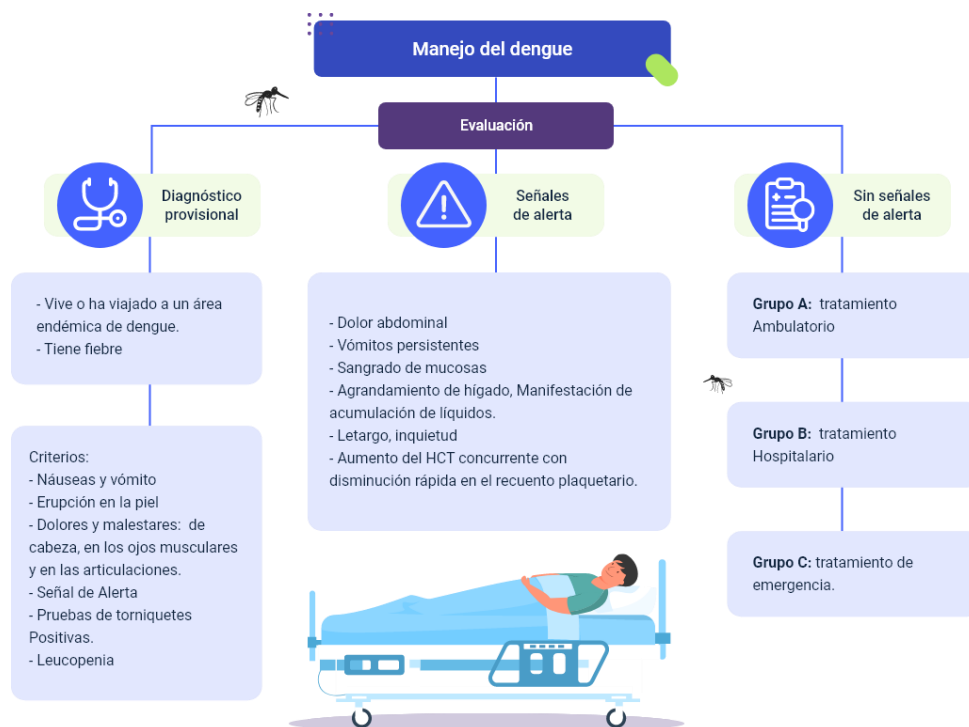 Manejo del dengue
Evaluación
Diagnóstico
provisional
- Vive o ha viajado a un área
endémica de dengue.
- Tiene fiebre
Criterios:
- Náuseas y vómito
- Erupción en la piel
- Dolores y malestares: de
cabeza, en los ojos musculares
y en las articulaciones.
- Señal de Alerta
- Pruebas de torniquetes
Positivas.
- Leucopenia
Señales
de alerta
- Dolor abdominal
- Vómitos persistentes
- Sangrado de mucosas
- Agrandamiento de hígado, Manifestación de
acumulación de líquidos.
- Letargo, inquietud
- Aumento del HCT concurrente con
disminución rápida en el recuento plaquetario.
Sin señales
de alerta
Grupo A: tratamiento
Ambulatorio
Grupo B: tratamiento
Hospitalario
Grupo C: tratamiento de
emergencia.